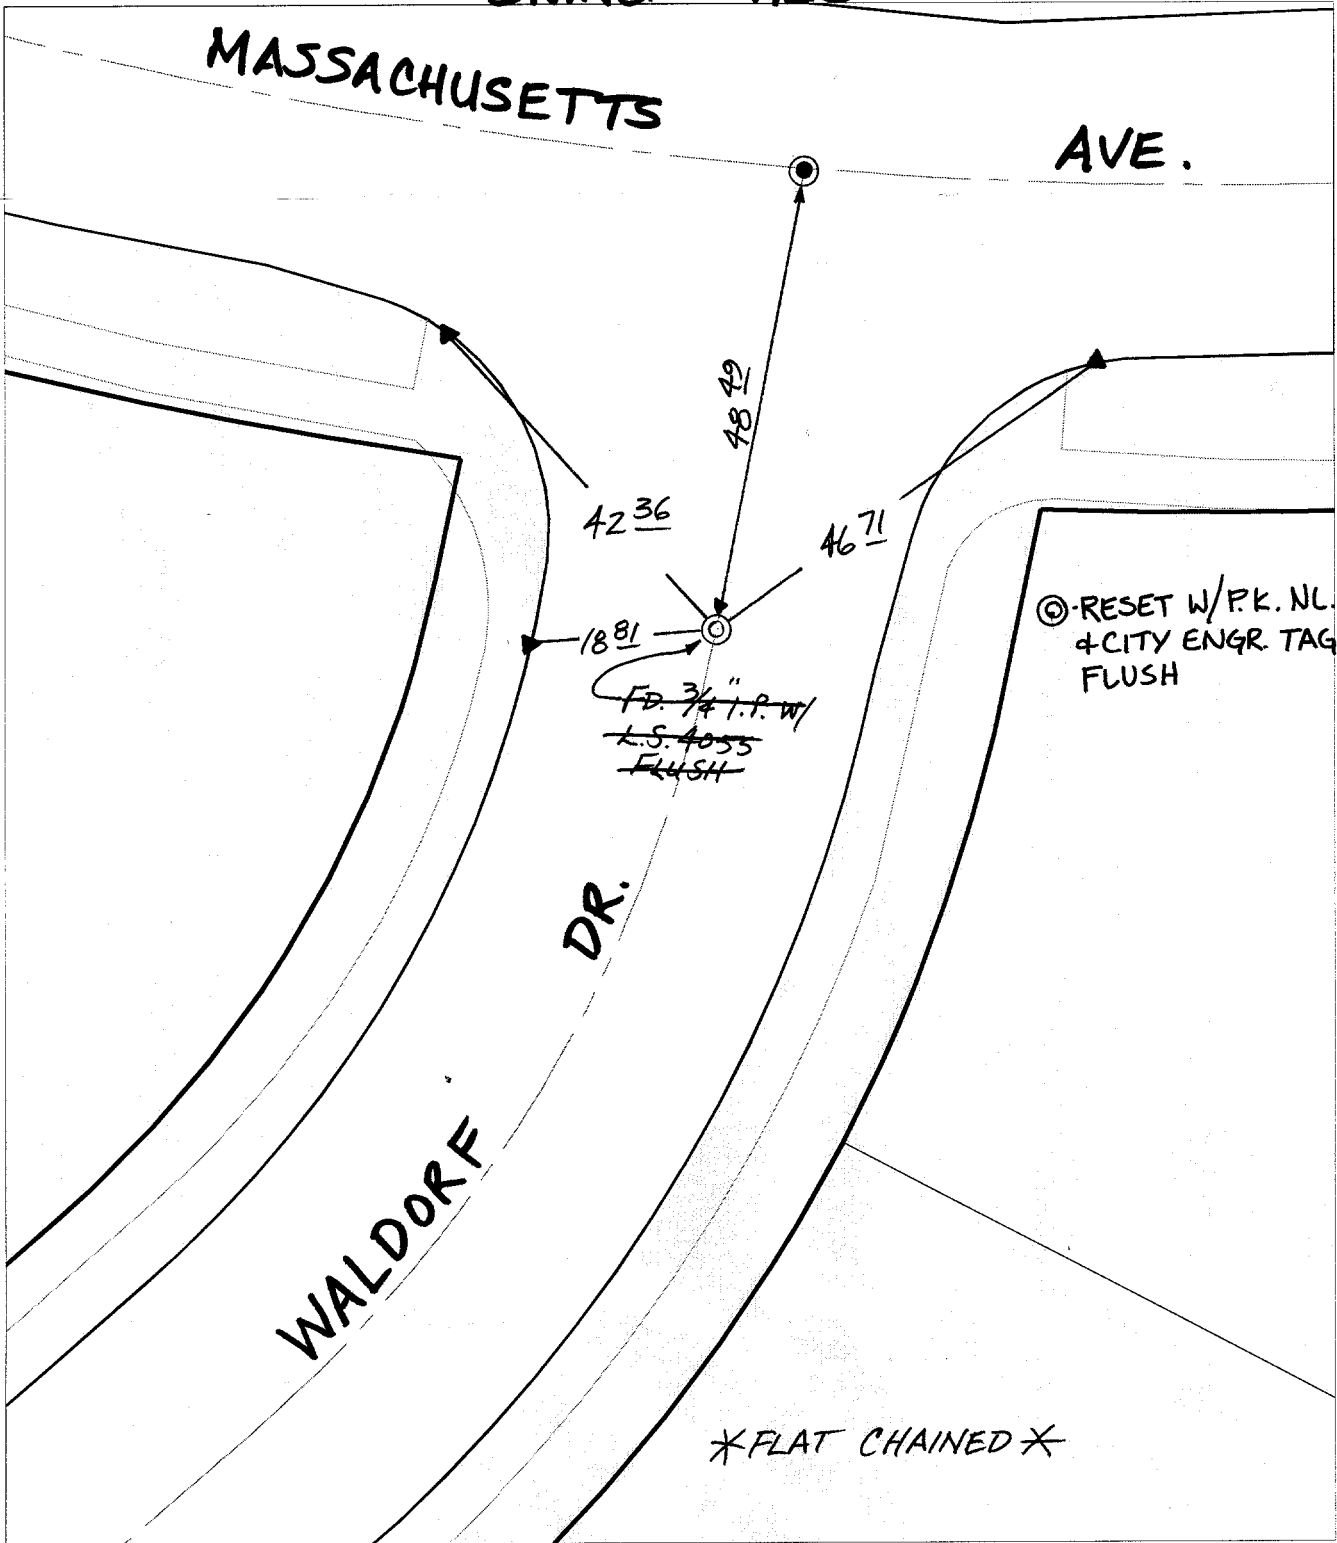 MASSACHUSETTS AVE.
48 49
42 36
46 71
18 81
FD. 3/4" I.P. W/
L.S. 4055
FLUSH
◎-RESET W/P.K. NL.
& CITY ENGR. TAG
FLUSH
WALDORF DR.
*FLAT CHAINED*